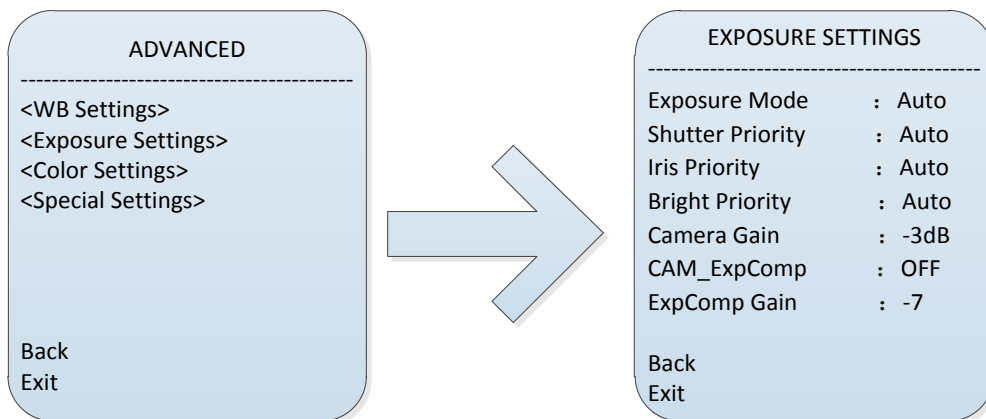 ADVANCED
---------------------------------------------
<WB Settings>
<Exposure Settings>
<Color Settings>
<Special Settings>
Back
Exit
EXPOSURE SETTINGS
---------------------------------------------
Exposure Mode ： Auto
Shutter Priority ： Auto
Iris Priority ： Auto
Bright Priority ： Auto
Camera Gain ： -3dB
CAM_ExpComp ： OFF
ExpComp Gain ： -7
Back
Exit